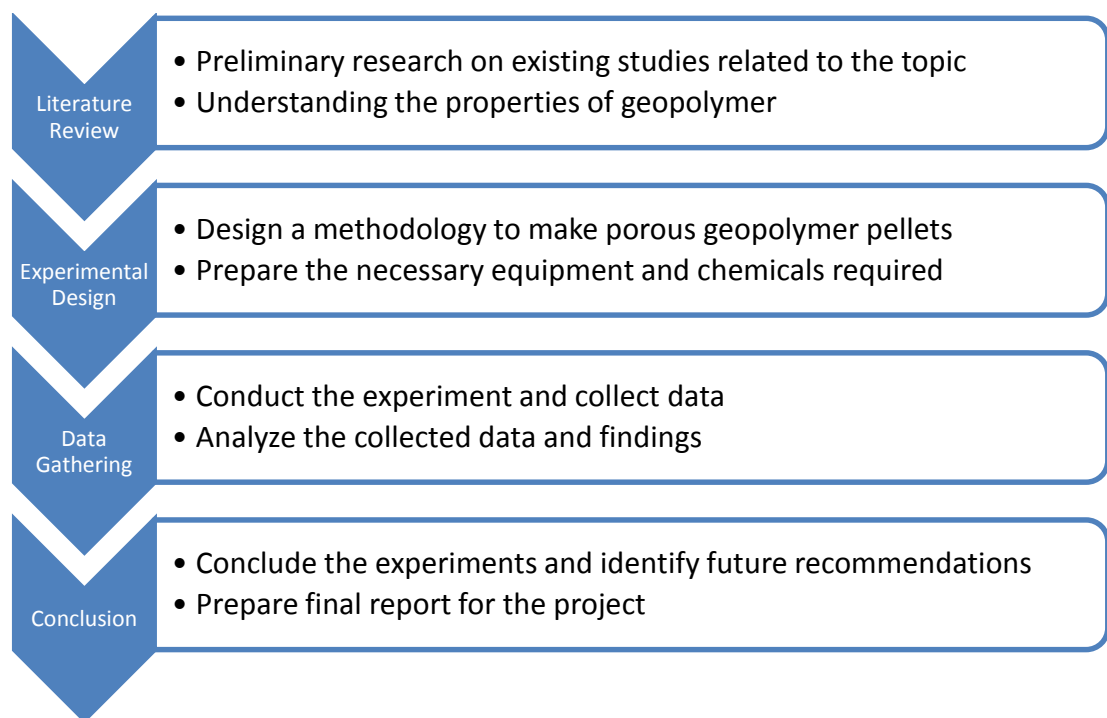 Literature
Review
• Preliminary research on existing studies related to the topic
• Understanding the properties of geopolymer
Experimental
Design
• Design a methodology to make porous geopolymer pellets
• Prepare the necessary equipment and chemicals required
Data
Gathering
• Conduct the experiment and collect data
• Analyze the collected data and findings
Conclusion
• Conclude the experiments and identify future recommendations
• Prepare final report for the project